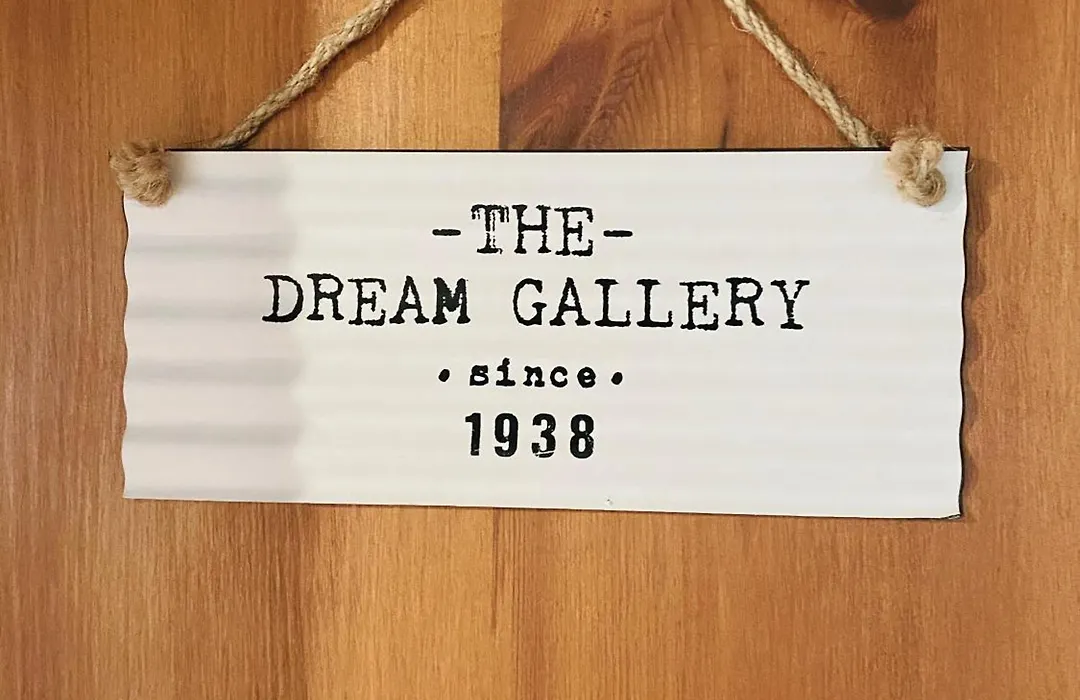 -THE-
DREAM GALLERY
• since •
1938